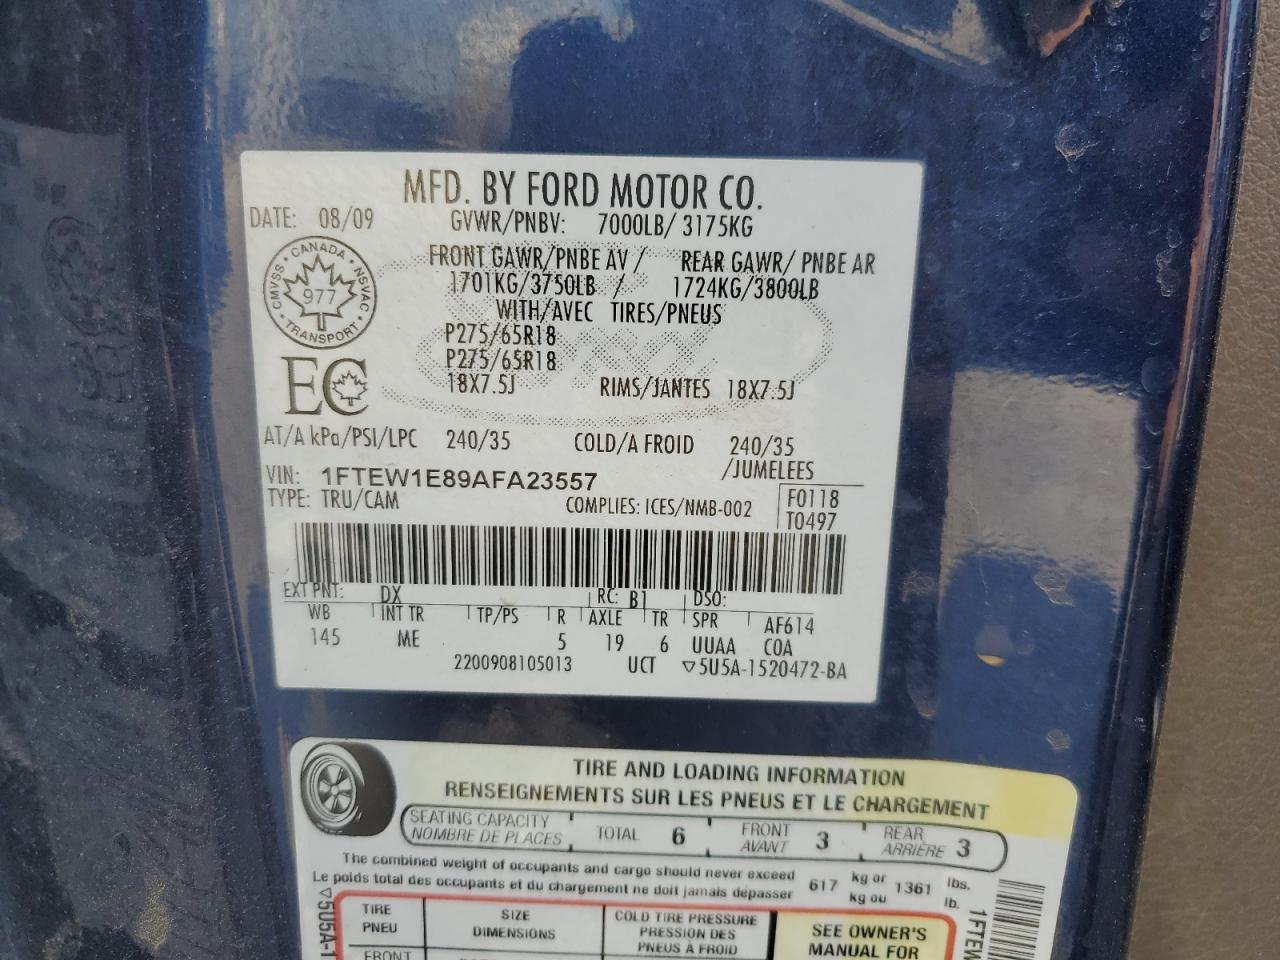 MFD. BY FORD MOTOR CO.
DATE: 08/09 GVWR/PNBV: 7000LB/ 3175KG
FRONT GAWR/PNBE AV/ REAR GAWR/ PNBE AR
1701KG/3750LB / 1724KG/3800LB
WITH/AVEC TIRES/PNEUS
P275/65R18
P275/65R18
18X7.5J RIMS/JANTES 18X7.5J
CANADA
CMVSS NSVAC
977
TRANSPORT
EC
AT/A kPa/PSI/LPC 240/35 COLD/A FROID 240/35
/JUMELEES
VIN: 1FTEW1E89AFA23557
TYPE: TRU/CAM COMPLIES: ICES/NMB-002 F0118
T0497
EXT PNT: DX RC: B1 DSO:
WB INT TR TP/PS R AXLE TR SPR AF614
145 ME 5 19 6 UUAA COA
2200908105013 UCT ▽5U5A-1520472-BA
TIRE AND LOADING INFORMATION
RENSEIGNEMENTS SUR LES PNEUS ET LE CHARGEMENT
SEATING CAPACITY
NOMBRE DE PLACES TOTAL 6 FRONT
AVANT 3 REAR
ARRIÈRE 3
The combined weight of occupants and cargo should never exceed
Le poids total des occupants et du chargement ne doit jamais dépasser
617 kg or
kg ou 1361 lbs.
lb.
▽5U5A-1
TIRE
PNEU
SIZE
DIMENSIONS
COLD TIRE PRESSURE
PRESSION DES
PNEUS À FROID
SEE OWNER'S
MANUAL FOR
FRONT
1FTEW